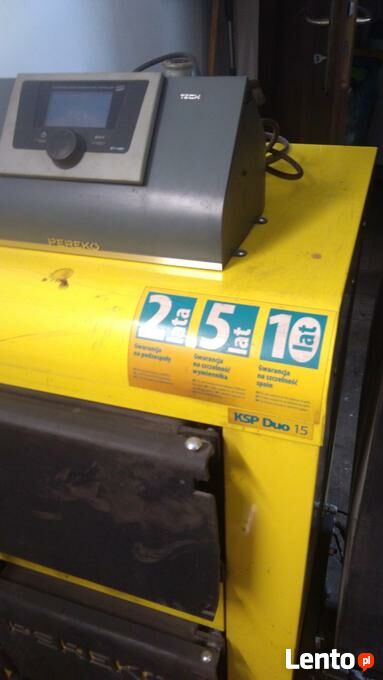 TECH
PEREKO
2 lata
Gwarancja
na podzespoły
5 lat
Gwarancja
na szczelność
wymiennika
10 lat
Gwarancja
na szczelność
spoin
KSP Duo 15
PEREKO
Lento.pl